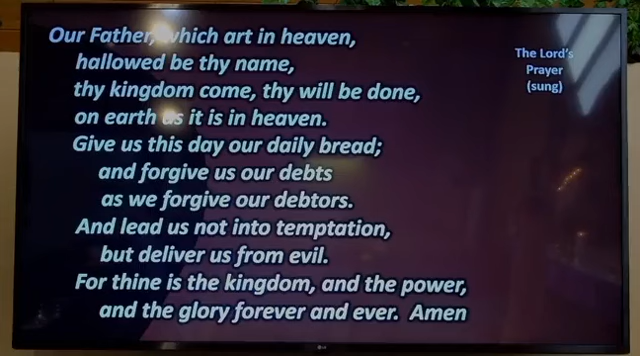 Our Father, which art in heaven,
hallowed be thy name,
thy kingdom come, thy will be done,
on earth as it is in heaven.
Give us this day our daily bread;
and forgive us our debts
as we forgive our debtors.
And lead us not into temptation,
but deliver us from evil.
For thine is the kingdom, and the power,
and the glory forever and ever. Amen
The Lord's
Prayer
(sung)
LG